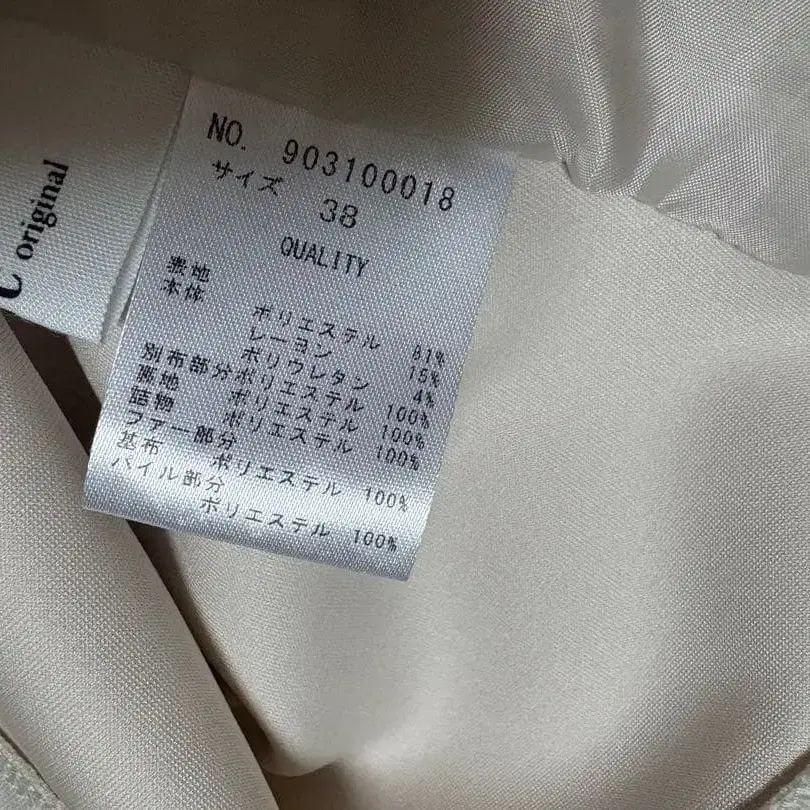 original
NO. 903100018
サイズ 38
QUALITY
表地
本体
ポリエステル 81%
レーヨン 15%
ポリウレタン 4%
別布部分 ポリエステル 100%
裏地 ポリエステル 100%
詰物 ポリエステル 100%
ファー部分
基布 ポリエステル 100%
パイル部分
ポリエステル 100%